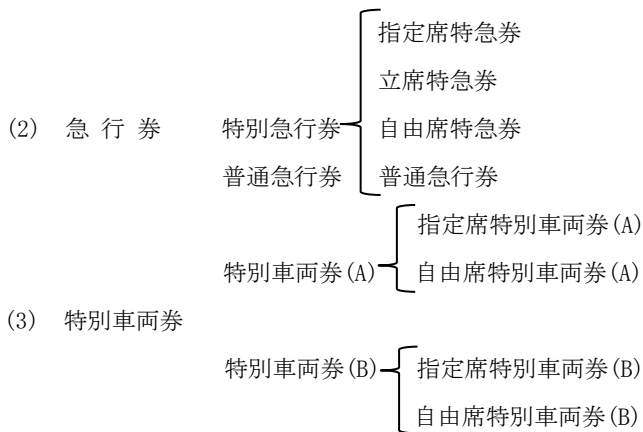 指定席特急券
立席特急券
(2) 急 行 券 特別急行券 自由席特急券
普通急行券 普通急行券
指定席特別車両券(A)
特別車両券(A) 自由席特別車両券(A)
(3) 特別車両券
特別車両券(B) 指定席特別車両券(B)
自由席特別車両券(B)